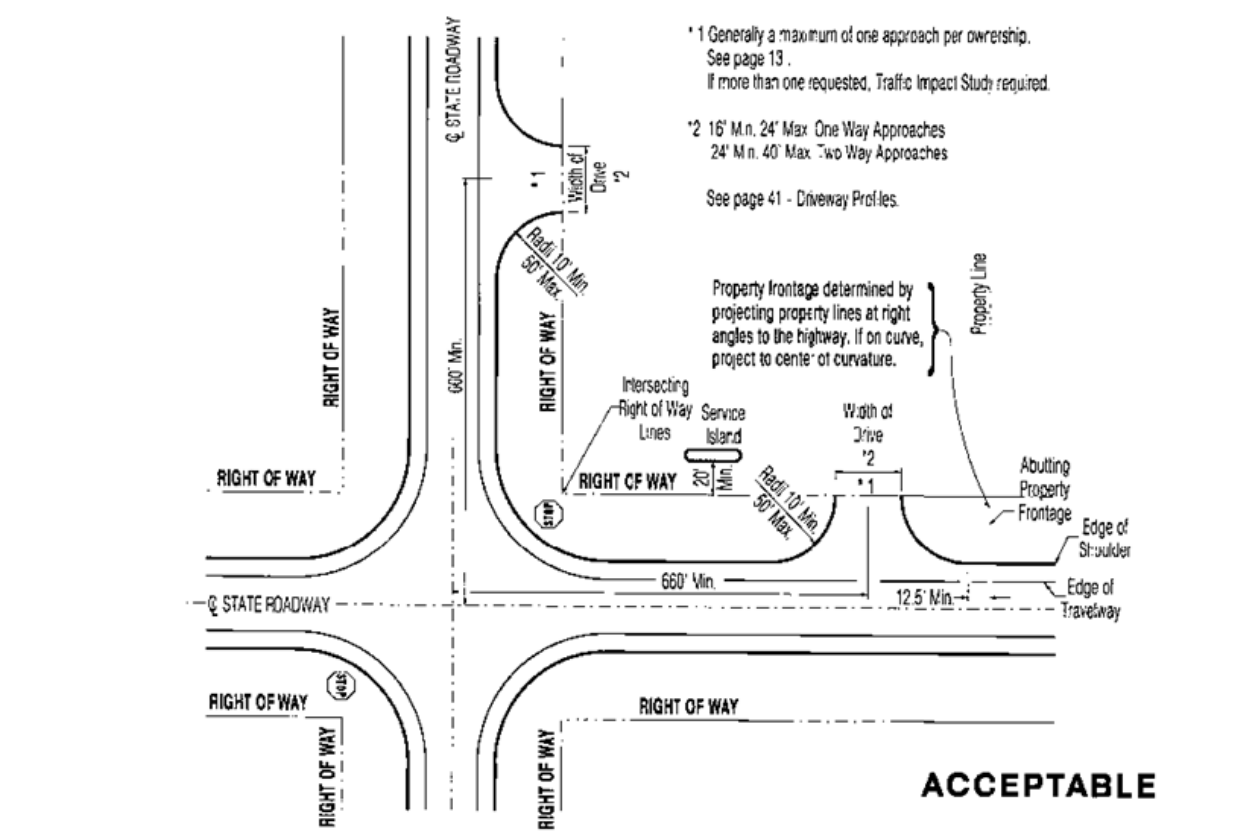 ℄ STATE ROADWAY
* 1 Generally a maximum of one approach per ownership.
See page 13 .
If more than one requested, Traffic Impact Study required.
*2 16' Min. 24' Max One Way Approaches
24' Min. 40' Max Two Way Approaches
See page 41 - Driveway Profiles.
* 1
Width of
Drive
*2
Radii 10' Min.
50' Max.
660' Min.
RIGHT OF WAY
RIGHT OF WAY
Property frontage determined by
projecting property lines at right
angles to the highway. If on curve,
project to center of curvature.
Property Line
Intersecting
Right of Way
Lines
Service
Island
20'
Min.
Width of
Drive
*2
* 1
Radii 10' Min.
50' Max.
RIGHT OF WAY
RIGHT OF WAY
STOP
Abutting
Property
Frontage
Edge of
Shoulder
660' Min.
12.5' Min.
Edge of
Travelway
℄ STATE ROADWAY
STOP
RIGHT OF WAY
RIGHT OF WAY
RIGHT OF WAY
RIGHT OF WAY
ACCEPTABLE